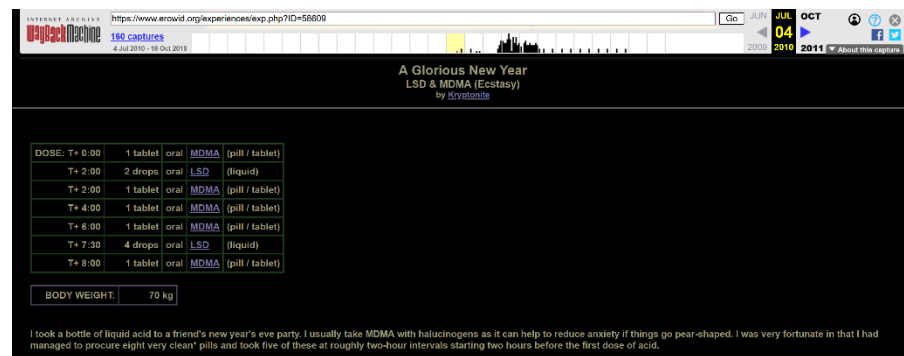 INTERNET ARCHIVE
WayBackMachine
https://www.erowid.org/experiences/exp.php?ID=58609
Go
JUN JUL OCT
160 captures
04
4 Jul 2010 - 18 Oct 2019
2009 2010 2011 About this capture
A Glorious New Year
LSD & MDMA (Ecstasy)
by Kryptonite
DOSE: T+ 0:00 1 tablet oral MDMA (pill / tablet)
T+ 2:00 2 drops oral LSD (liquid)
T+ 2:00 1 tablet oral MDMA (pill / tablet)
T+ 4:00 1 tablet oral MDMA (pill / tablet)
T+ 6:00 1 tablet oral MDMA (pill / tablet)
T+ 7:30 4 drops oral LSD (liquid)
T+ 8:00 1 tablet oral MDMA (pill / tablet)
BODY WEIGHT: 70 kg
I took a bottle of liquid acid to a friend's new year's eve party. I usually take MDMA with halucinogens as it can help to reduce anxiety if things go pear-shaped. I was very fortunate in that I had
managed to procure eight very clean* pills and took five of these at roughly two-hour intervals starting two hours before the first dose of acid.